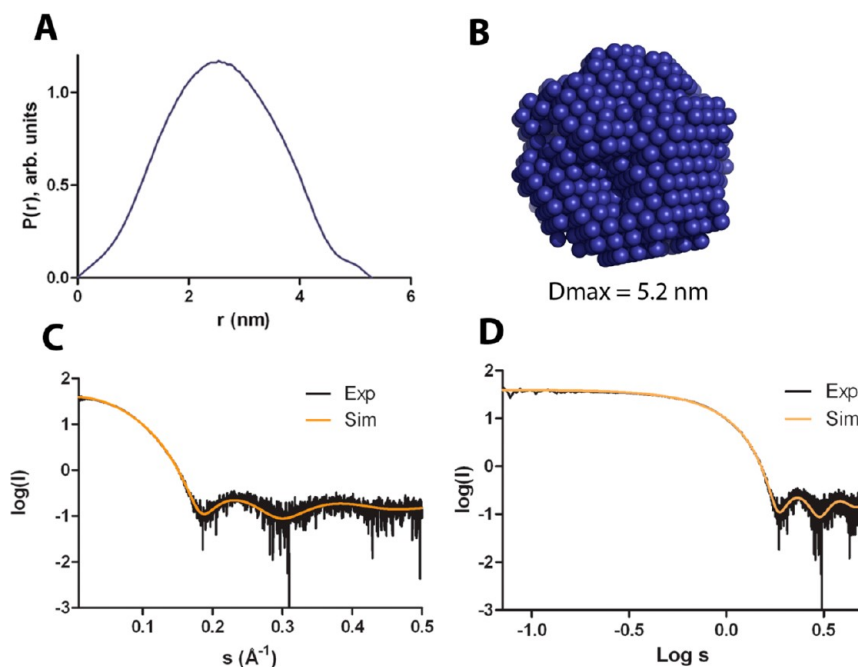 A
P(r), arb. units
1.0
0.5
0.0
0 2 4 6
r (nm)
B
Dmax = 5.2 nm
C
log(I)
2
1
0
-1
-2
-3
Exp
Sim
0.1 0.2 0.3 0.4 0.5
s (Å-1)
D
log(I)
2
1
0
-1
-2
-3
Exp
Sim
-1.0 -0.5 0.0 0.5
Log s